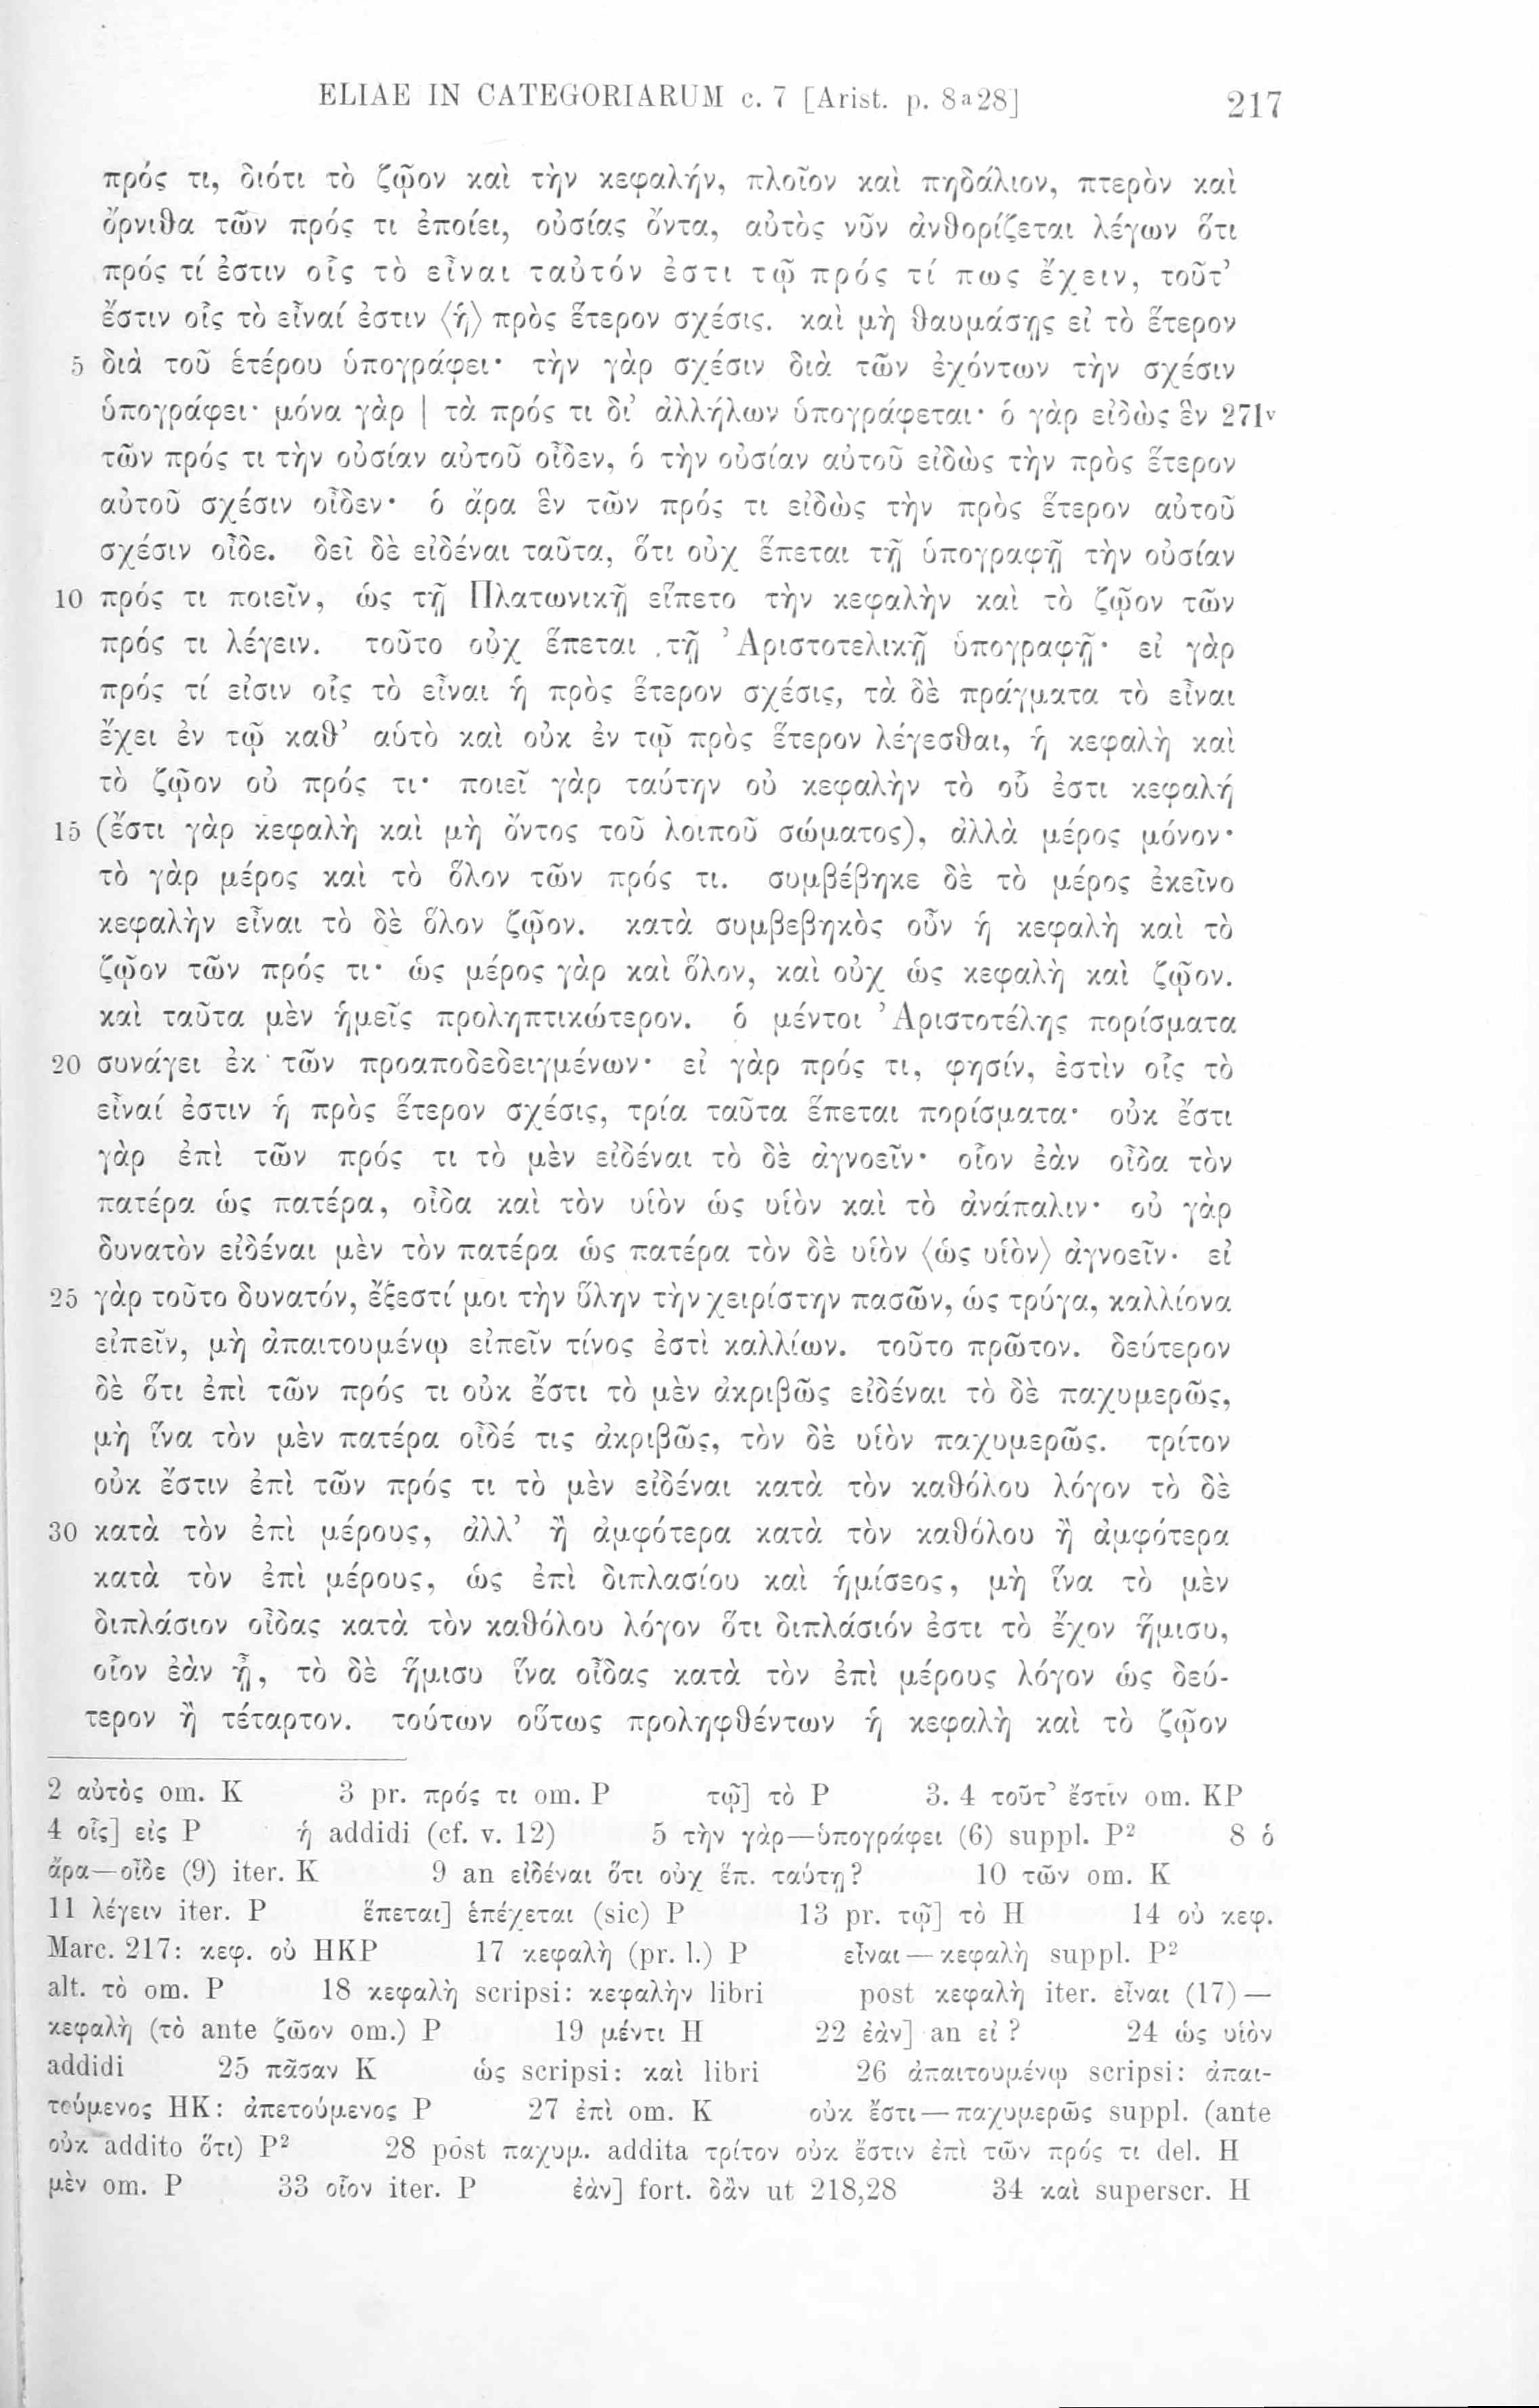 ELIAE IN CATEGORIARUM c. 7 [Arist. p. 8a28] 217
πρός τι, διότι τὸ ζῷον καὶ τὴν κεφαλήν, πλοῖον καὶ πηδάλιον, πτερὸν καὶ
ὄρνιθα τῶν πρός τι ἐποίει, οὐσίας ὄντα, αὐτὸς νῦν ἀνθορίζεται λέγων ὅτι
πρός τί ἐστιν οἷς τὸ εἶναι ταὐτόν ἐστι τῷ πρός τί πως ἔχειν, τοῦτ’
ἔστιν οἷς τὸ εἶναί ἐστιν ⟨ἡ⟩ πρὸς ἕτερον σχέσις. καὶ μὴ θαυμάσῃς εἰ τὸ ἕτερον
5 διὰ τοῦ ἑτέρου ὑπογράφει· τὴν γὰρ σχέσιν διὰ τῶν ἐχόντων τὴν σχέσιν
ὑπογράφει· μόνα γὰρ | τὰ πρός τι δι’ ἀλλήλων ὑπογράφεται· ὁ γὰρ εἰδὼς ἓν 271v
τῶν πρός τι τὴν οὐσίαν αὐτοῦ οἶδεν, ὁ τὴν οὐσίαν αὐτοῦ εἰδὼς τὴν πρὸς ἕτερον
αὐτοῦ σχέσιν οἶδεν· ὁ ἄρα ἓν τῶν πρός τι εἰδὼς τὴν πρὸς ἕτερον αὐτοῦ
σχέσιν οἶδε. δεῖ δὲ εἰδέναι ταῦτα, ὅτι οὐχ ἕπεται τῇ ὑπογραφῇ τὴν οὐσίαν
10 πρός τι ποιεῖν, ὡς τῇ Πλατωνικῇ εἵπετο τὴν κεφαλὴν καὶ τὸ ζῷον τῶν
πρός τι λέγειν. τοῦτο οὐχ ἕπεται τῇ Ἀριστοτελικῇ ὑπογραφῇ· εἰ γὰρ
πρός τί εἰσιν οἷς τὸ εἶναι ἡ πρὸς ἕτερον σχέσις, τὰ δὲ πράγματα τὸ εἶναι
ἔχει ἐν τῷ καθ’ αὑτὸ καὶ οὐκ ἐν τῷ πρὸς ἕτερον λέγεσθαι, ἡ κεφαλὴ καὶ
τὸ ζῷον οὐ πρός τι· ποιεῖ γὰρ ταύτην οὐ κεφαλὴν τὸ οὗ ἐστι κεφαλή
15 (ἔστι γὰρ κεφαλὴ καὶ μὴ ὄντος τοῦ λοιποῦ σώματος), ἀλλὰ μέρος μόνον·
τὸ γὰρ μέρος καὶ τὸ ὅλον τῶν πρός τι. συμβέβηκε δὲ τὸ μέρος ἐκεῖνο
κεφαλὴν εἶναι τὸ δὲ ὅλον ζῷον. κατὰ συμβεβηκὸς οὖν ἡ κεφαλὴ καὶ τὸ
ζῷον τῶν πρός τι· ὡς μέρος γὰρ καὶ ὅλον, καὶ οὐχ ὡς κεφαλὴ καὶ ζῷον.
καὶ ταῦτα μὲν ἡμεῖς προληπτικώτερον. ὁ μέντοι Ἀριστοτέλης πορίσματα
20 συνάγει ἐκ τῶν προαποδεδειγμένων· εἰ γὰρ πρός τι, φησίν, ἐστὶν οἷς τὸ
εἶναί ἐστιν ἡ πρὸς ἕτερον σχέσις, τρία ταῦτα ἕπεται πορίσματα· οὐκ ἔστι
γὰρ ἐπὶ τῶν πρός τι τὸ μὲν εἰδέναι τὸ δὲ ἀγνοεῖν· οἷον ἐὰν οἶδα τὸν
πατέρα ὡς πατέρα, οἶδα καὶ τὸν υἱὸν ὡς υἱὸν καὶ τὸ ἀνάπαλιν· οὐ γὰρ
δυνατὸν εἰδέναι μὲν τὸν πατέρα ὡς πατέρα τὸν δὲ υἱὸν ⟨ὡς υἱὸν⟩ ἀγνοεῖν· εἰ
25 γὰρ τοῦτο δυνατόν, ἔξεστί μοι τὴν ὕλην τὴν χειρίστην πασῶν, ὡς τρύγα, καλλίονα
εἰπεῖν, μὴ ἀπαιτουμένῳ εἰπεῖν τίνος ἐστὶ καλλίων. τοῦτο πρῶτον. δεύτερον
δὲ ὅτι ἐπὶ τῶν πρός τι οὐκ ἔστι τὸ μὲν ἀκριβῶς εἰδέναι τὸ δὲ παχυμερῶς,
μὴ ἵνα τὸν μὲν πατέρα οἶδέ τις ἀκριβῶς, τὸν δὲ υἱὸν παχυμερῶς. τρίτον
οὐκ ἔστιν ἐπὶ τῶν πρός τι τὸ μὲν εἰδέναι κατὰ τὸν καθόλου λόγον τὸ δὲ
30 κατὰ τὸν ἐπὶ μέρους, ἀλλ’ ἢ ἀμφότερα κατὰ τὸν καθόλου ἢ ἀμφότερα
κατὰ τὸν ἐπὶ μέρους, ὡς ἐπὶ διπλασίου καὶ ἡμίσεος, μὴ ἵνα τὸ μὲν
διπλάσιον οἶδας κατὰ τὸν καθόλου λόγον ὅτι διπλάσιόν ἐστι τὸ ἔχον ἥμισυ,
οἷον ἐὰν ᾖ, τὸ δὲ ἥμισυ ἵνα οἶδας κατὰ τὸν ἐπὶ μέρους λόγον ὡς δεύ-
τερον ἢ τέταρτον. τούτων οὕτως προληφθέντων ἡ κεφαλὴ καὶ τὸ ζῷον
2 αὐτὸς om. K 3 pr. πρός τι om. P τῷ] τὸ P 3. 4 τοῦτ’ ἔστιν om. KP
4 οἷς] εἰς P ἡ addidi (cf. v. 12) 5 τὴν γὰρ—ὑπογράφει (6) suppl. P² 8 ὁ
ἄρα—οἶδε (9) iter. K 9 an εἰδέναι ὅτι οὐχ ἕπ. ταύτῃ? 10 τῶν om. K
11 λέγειν iter. P ἕπεται] ἐπέχεται (sic) P 13 pr. τῷ] τὸ H 14 οὐ κεφ.
Marc. 217: κεφ. οὐ HKP 17 κεφαλὴ (pr. l.) P εἶναι—κεφαλὴ suppl. P²
alt. τὸ om. P 18 κεφαλὴ scripsi: κεφαλὴν libri post κεφαλὴ iter. εἶναι (17)—
κεφαλὴ (τὸ ante ζῶον om.) P 19 μέντι H 22 ἐὰν] an εἰ? 24 ὡς υἱὸν
addidi 25 πᾶσαν K ὡς scripsi: καὶ libri 26 ἀπαιτουμένῳ scripsi: ἀπαι-
τούμενος HK: ἀπετούμενος P 27 ἐπὶ om. K οὐκ ἔστι—παχυμερῶς suppl. (ante
οὐκ addito ὅτι) P² 28 post παχυμ. addita τρίτον οὐκ ἔστιν ἐπὶ τῶν πρός τι del. H
μὲν om. P 33 οἷον iter. P ἐὰν] fort. δᾶν ut 218,28 34 καὶ superscr. H